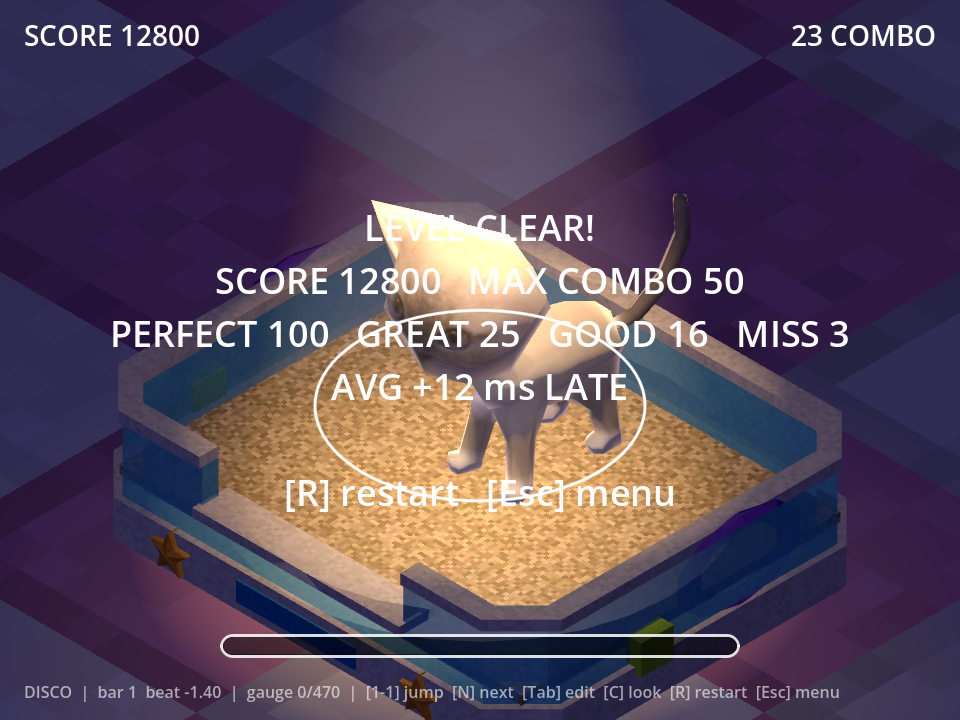 SCORE 12800
23 COMBO
LEVEL CLEAR!
SCORE 12800 MAX COMBO 50
PERFECT 100 GREAT 25 GOOD 16 MISS 3
AVG +12 ms LATE
[R] restart [Esc] menu
DISCO | bar 1 beat -1.40 | gauge 0/470 | [1-1] jump [N] next [Tab] edit [C] look [R] restart [Esc] menu